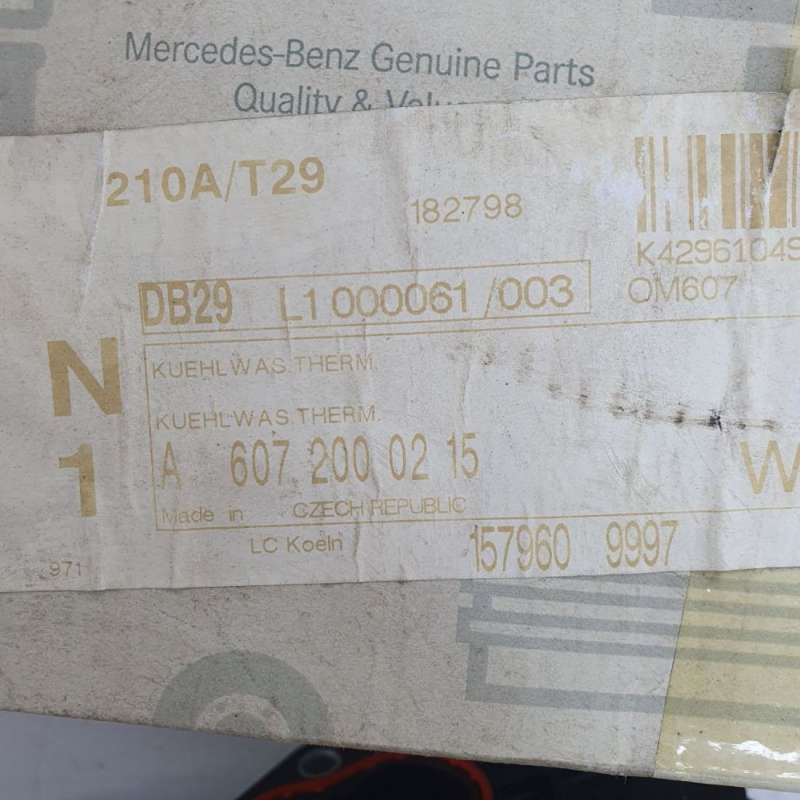 Mercedes-Benz Genuine Parts
Quality &
210A/T29
182798
K42961049
DB29 L1 000061 /003
OM607
N
1
KUEHLWAS.THERM.
KUEHLWAS.THERM.
A 607 200 02 15
W
Made in CZECH REPUBLIC
LC Koeln
157960 9997
971